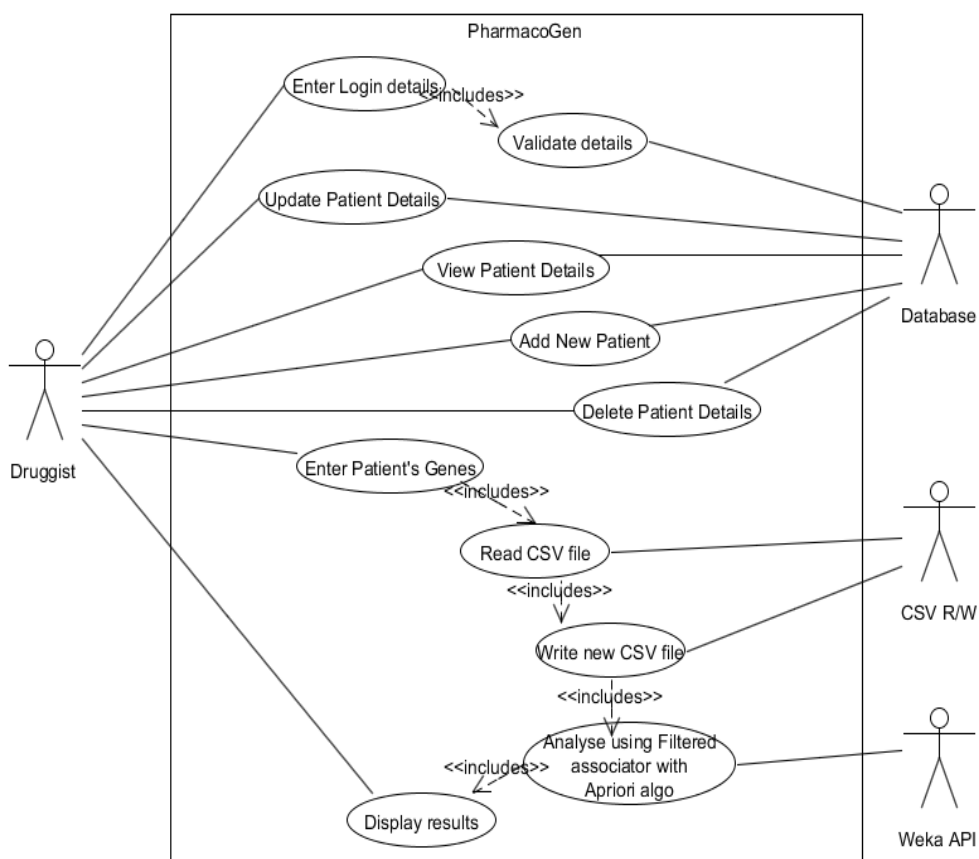 PharmacoGen
Enter Login details
<<includes>>
Validate details
Update Patient Details
View Patient Details
Database
Add New Patient
Delete Patient Details
Druggist
Enter Patient's Genes
<<includes>>
Read CSV file
<<includes>>
CSV R/W
Write new CSV file
<<includes>>
Analyse using Filtered
associator with
Apriori algo
<<includes>>
Display results
Weka API